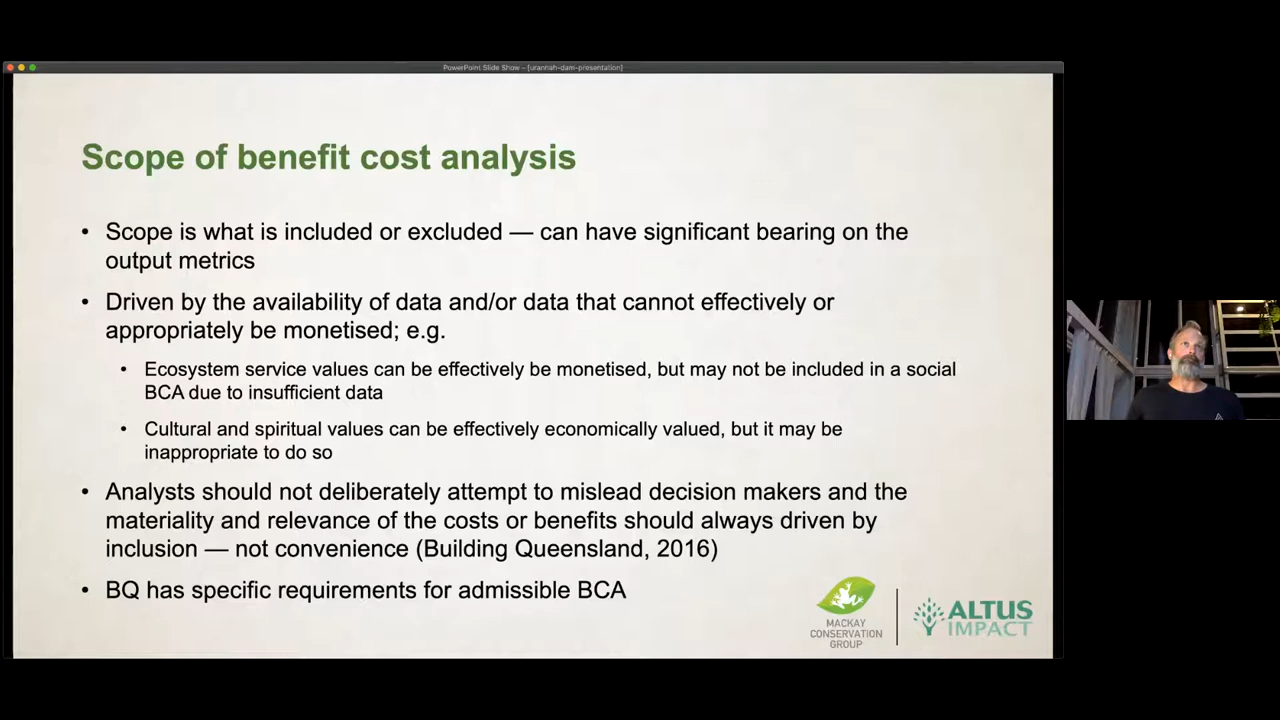 PowerPoint Slide Show – [urannah-dam-presentation]
Scope of benefit cost analysis
• Scope is what is included or excluded — can have significant bearing on the
output metrics
• Driven by the availability of data and/or data that cannot effectively or
appropriately be monetised; e.g.
• Ecosystem service values can be effectively be monetised, but may not be included in a social
BCA due to insufficient data
• Cultural and spiritual values can be effectively economically valued, but it may be
inappropriate to do so
• Analysts should not deliberately attempt to mislead decision makers and the
materiality and relevance of the costs or benefits should always driven by
inclusion — not convenience (Building Queensland, 2016)
• BQ has specific requirements for admissible BCA
MACKAY
CONSERVATION
GROUP
ALTUS
IMPACT